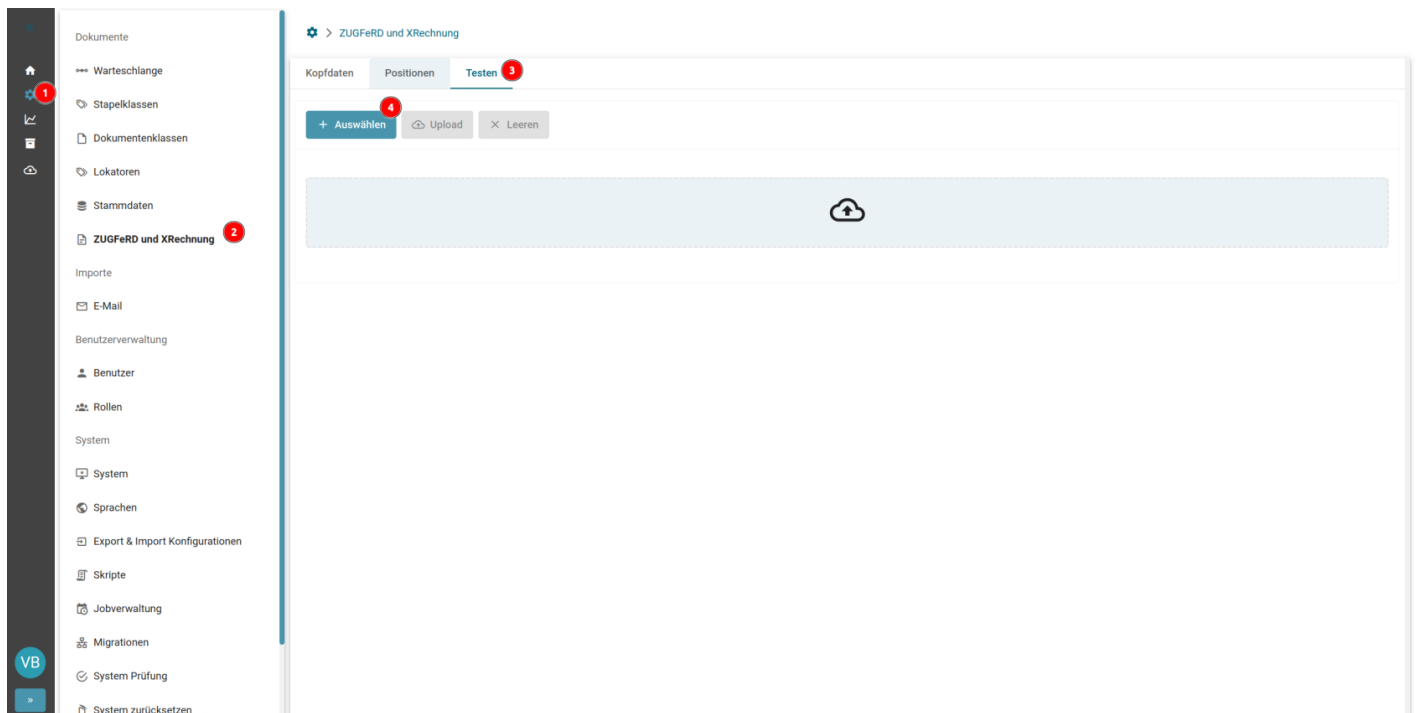 Dokumente
Warteschlange
Stapelklassen
Dokumentenklassen
Lokatoren
Stammdaten
ZUGFeRD und XRechnung 2
Importe
E-Mail
Benutzerverwaltung
Benutzer
Rollen
System
System
Sprachen
Export & Import Konfigurationen
Skripte
Jobverwaltung
Migrationen
System Prüfung
System zurücksetzen
1
VB
»
> ZUGFeRD und XRechnung
Kopfdaten Positionen Testen 3
4
+ Auswählen Upload × Leeren